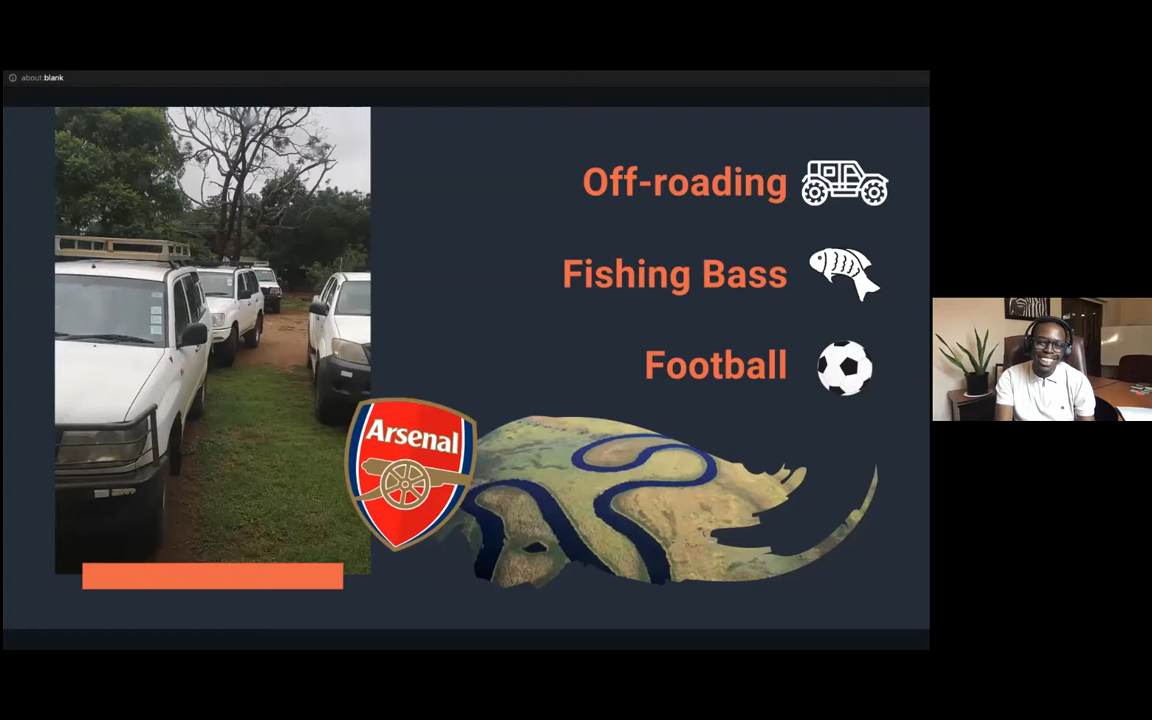 about:blank
Off-roading
Fishing Bass
Football
Arsenal